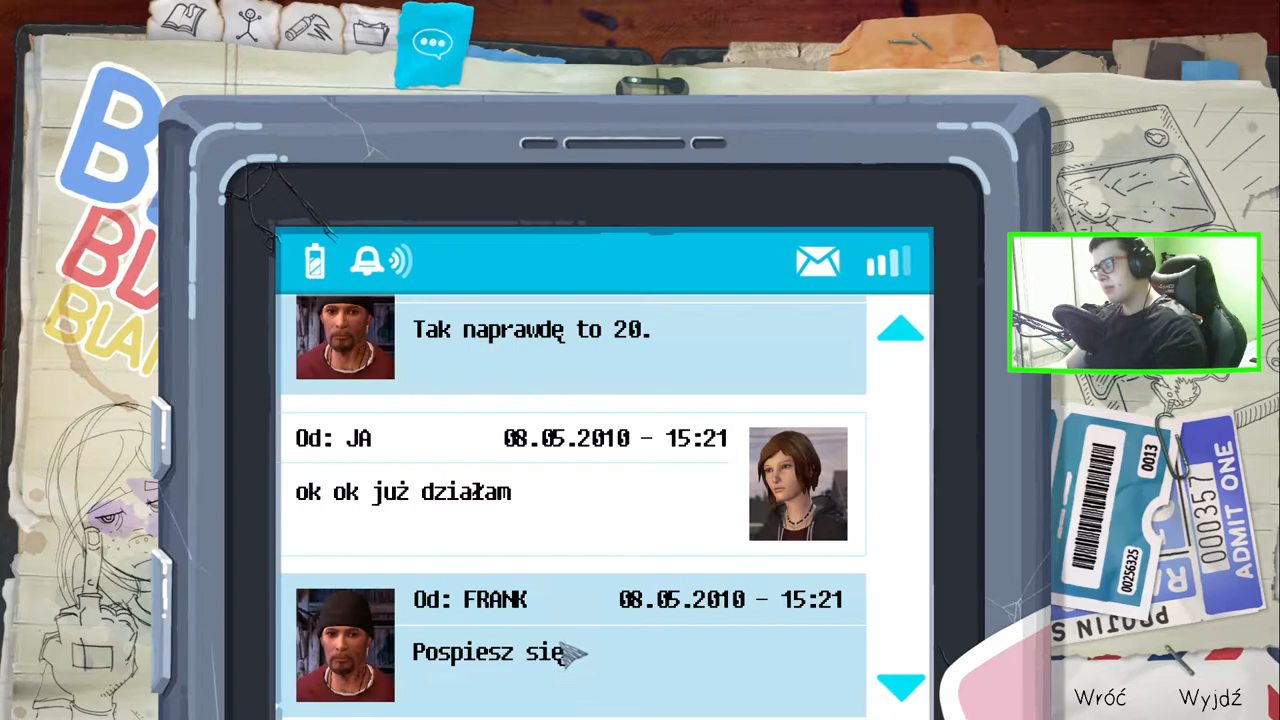 Tak naprawdę to 20.
Od: JA 08.05.2010 - 15:21
ok ok już działam
Od: FRANK 08.05.2010 - 15:21
Pospiesz się
0013
00256325
000357
ADMIT ONE
Wróć
Wyjdź